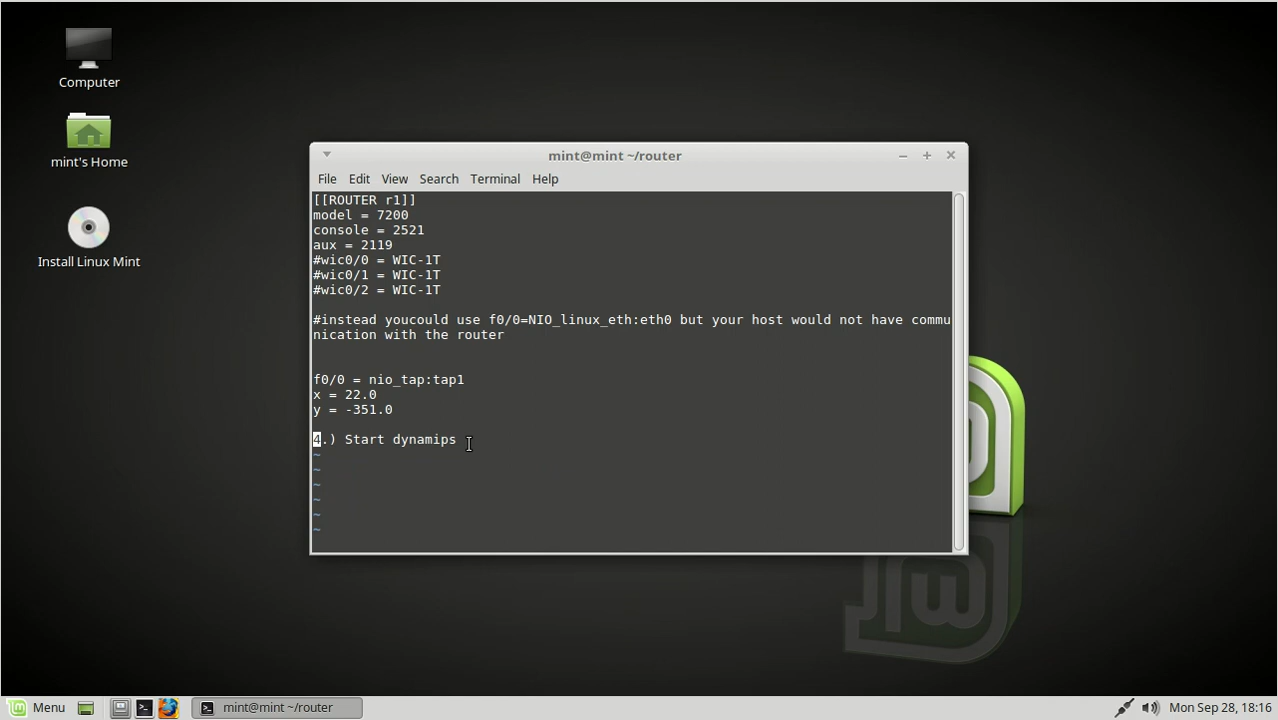 Computer
mint's Home
Install Linux Mint
mint@mint ~/router
File Edit View Search Terminal Help
[[ROUTER r1]]
model = 7200
console = 2521
aux = 2119
#wic0/0 = WIC-1T
#wic0/1 = WIC-1T
#wic0/2 = WIC-1T
#instead youcould use f0/0=NIO_linux_eth:eth0 but your host would not have commu
nication with the router
f0/0 = nio_tap:tap1
x = 22.0
y = -351.0
4.) Start dynamips
~
~
~
~
~
~
Menu mint@mint ~/router Mon Sep 28, 18:16